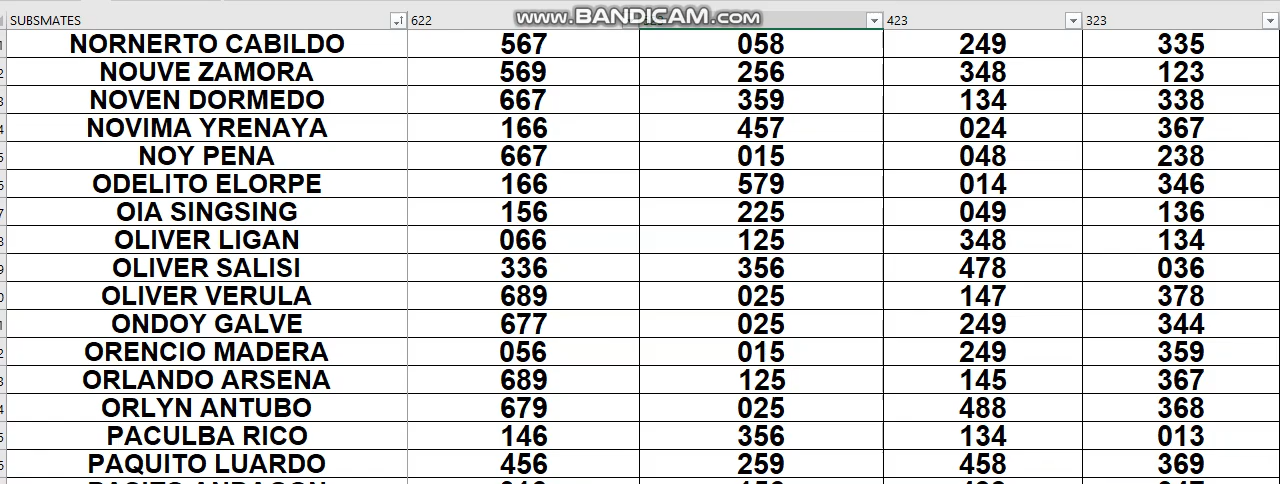 SUBSMATES 622 423 323
www.BANDICAM.com
NORNERTO CABILDO 567 058 249 335
NOUVE ZAMORA 569 256 348 123
NOVEN DORMEDO 667 359 134 338
NOVIMA YRENAYA 166 457 024 367
NOY PENA 667 015 048 238
ODELITO ELORPE 166 579 014 346
OIA SINGSING 156 225 049 136
OLIVER LIGAN 066 125 348 134
OLIVER SALISI 336 356 478 036
OLIVER VERULA 689 025 147 378
ONDOY GALVE 677 025 249 344
ORENCIO MADERA 056 015 249 359
ORLANDO ARSENA 689 125 145 367
ORLYN ANTUBO 679 025 488 368
PACULBA RICO 146 356 134 013
PAQUITO LUARDO 456 259 458 369